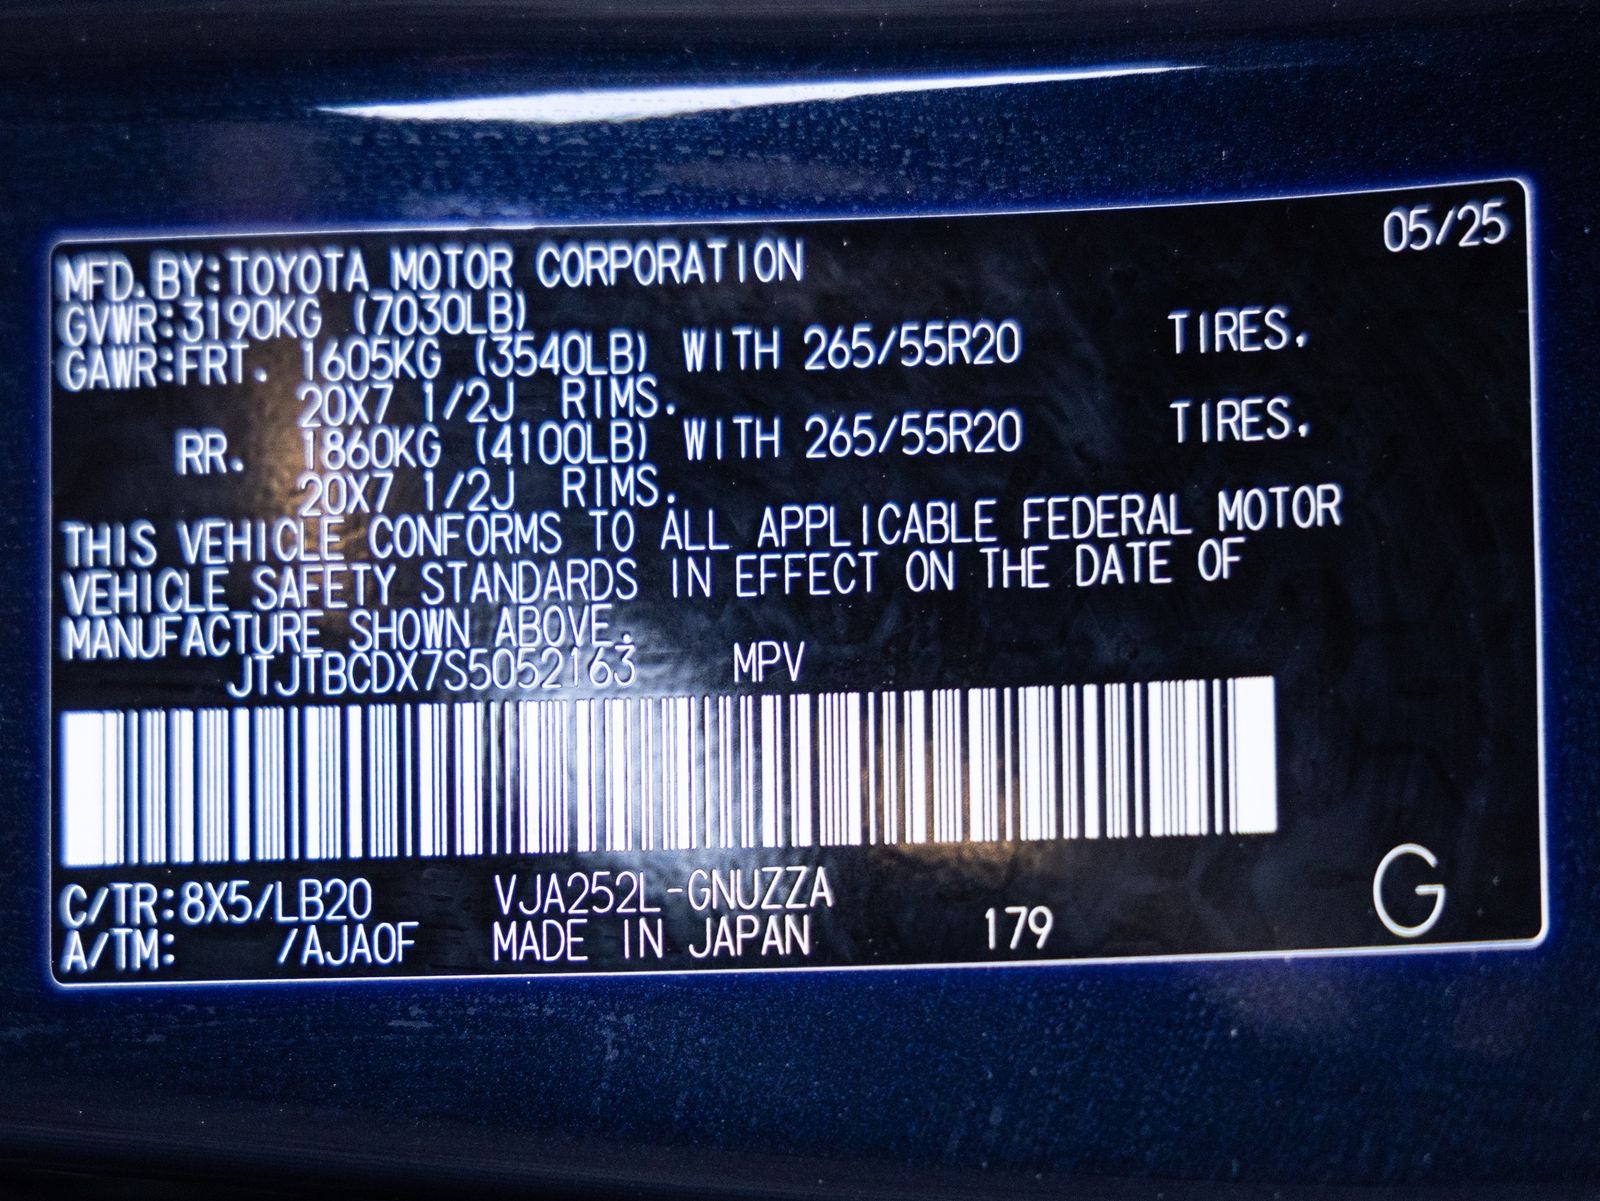 05/25
MFD. BY:TOYOTA MOTOR CORPORATION
GVWR:3190KG (7030LB)
GAWR:FRT. 1605KG (3540LB) WITH 265/55R20 TIRES.
20X7 1/2J RIMS.
RR. 1860KG (4100LB) WITH 265/55R20 TIRES.
20X7 1/2J RIMS.
THIS VEHICLE CONFORMS TO ALL APPLICABLE FEDERAL MOTOR
VEHICLE SAFETY STANDARDS IN EFFECT ON THE DATE OF
MANUFACTURE SHOWN ABOVE.
JTJTBCDX7S5052163 MPV
C/TR:8X5/LB20 VJA252L-GNUZZA
A/TM: /AJA0F MADE IN JAPAN 179
G